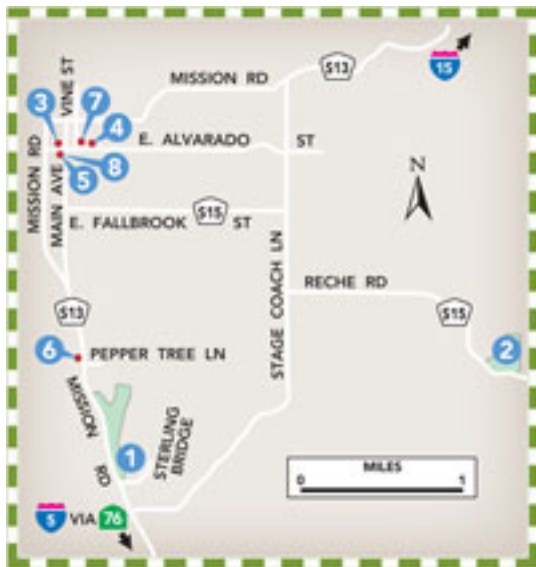 S13
15
MISSION RD
VINE ST
3
7
4
E. ALVARADO ST
5
8
MISSION RD
MAIN AVE
N
S15
E. FALLBROOK ST
STAGE COACH LN
RECHE RD
S13
S15
6
PEPPER TREE LN
2
MISSION RD
1
STERLING
BRIDGE
MILES
0 1
5 VIA 76